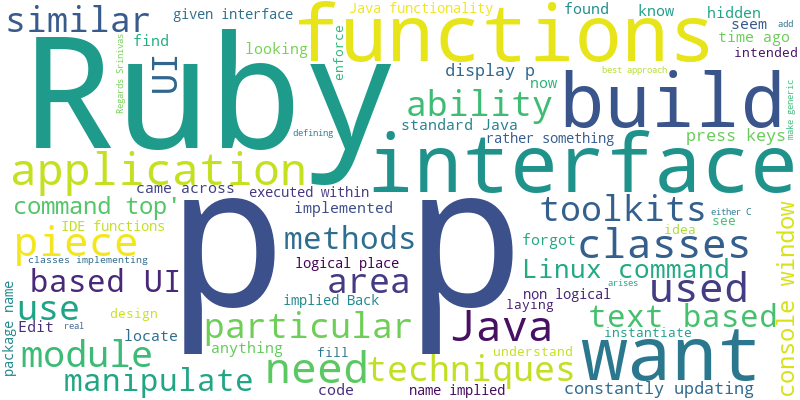 similar
given interface
Java functionality
found
know
hidden
functions
seem
add
time ago
find
looking
enforce
intended
Regards Srinivas
UI
Ruby
display p
best approach
now
build
make generic
ability
standard Java
rather something
press keys
defining
interface
application
came across
executed within
command top'
implemented
toolkits
either C
see
IDE functions
piece
methods
forgot
idea
classes
console window
classes implementing
logical place
p p
Linux command
based UI
area
non logical
arises
used
package name
use
design
implied Back
laying
Java
text based
Edit
real
particular
locate
instantiate
module
anything
fill
understand
want
manipulate
need
techniques
code
name implied
constantly updating